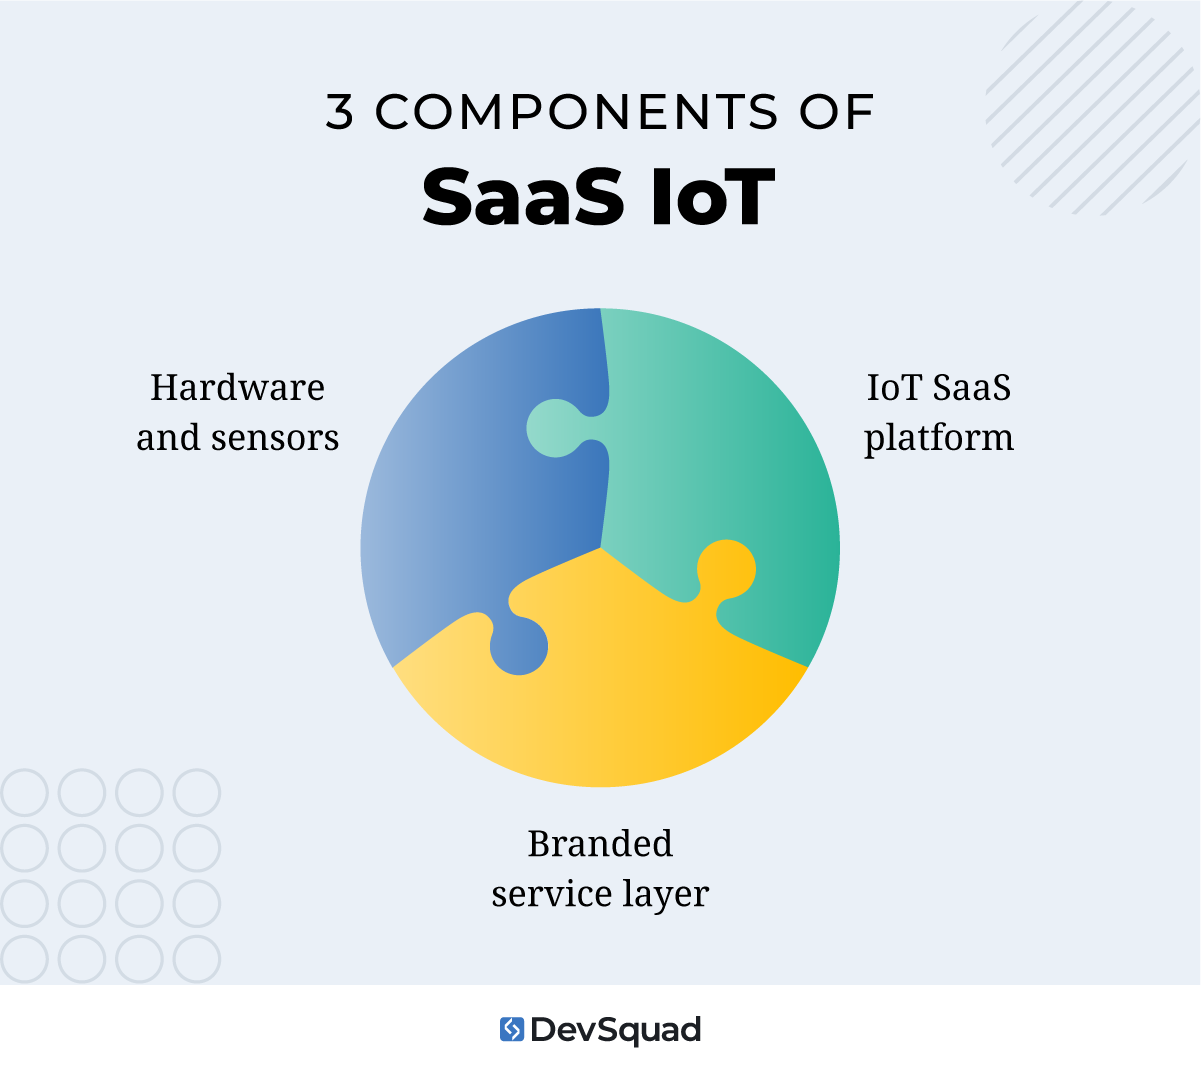 3 COMPONENTS OF
SaaS IoT
Hardware
and sensors
IoT SaaS
platform
Branded
service layer
DevSquad